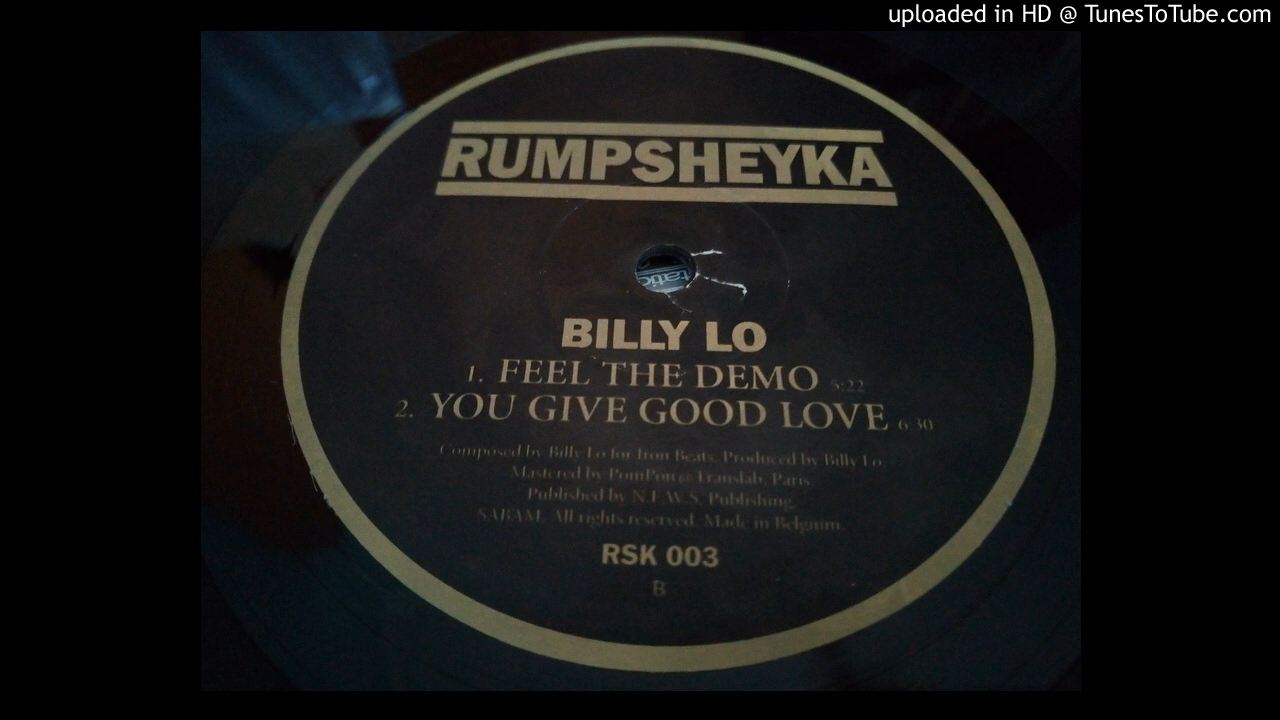 uploaded in HD @ TunesToTube.com
RUMPSHEYKA
tatic
BILLY LO
1. FEEL THE DEMO 5:22
2. YOU GIVE GOOD LOVE 6:30
Composed by Billy Lo for Iron Beats. Produced by Billy Lo
Mastered by PomPon @ Translab, Paris
Published by N.E.W.S. Publishing.
SABAM. All rights reserved. Made in Belgium.
RSK 003
B